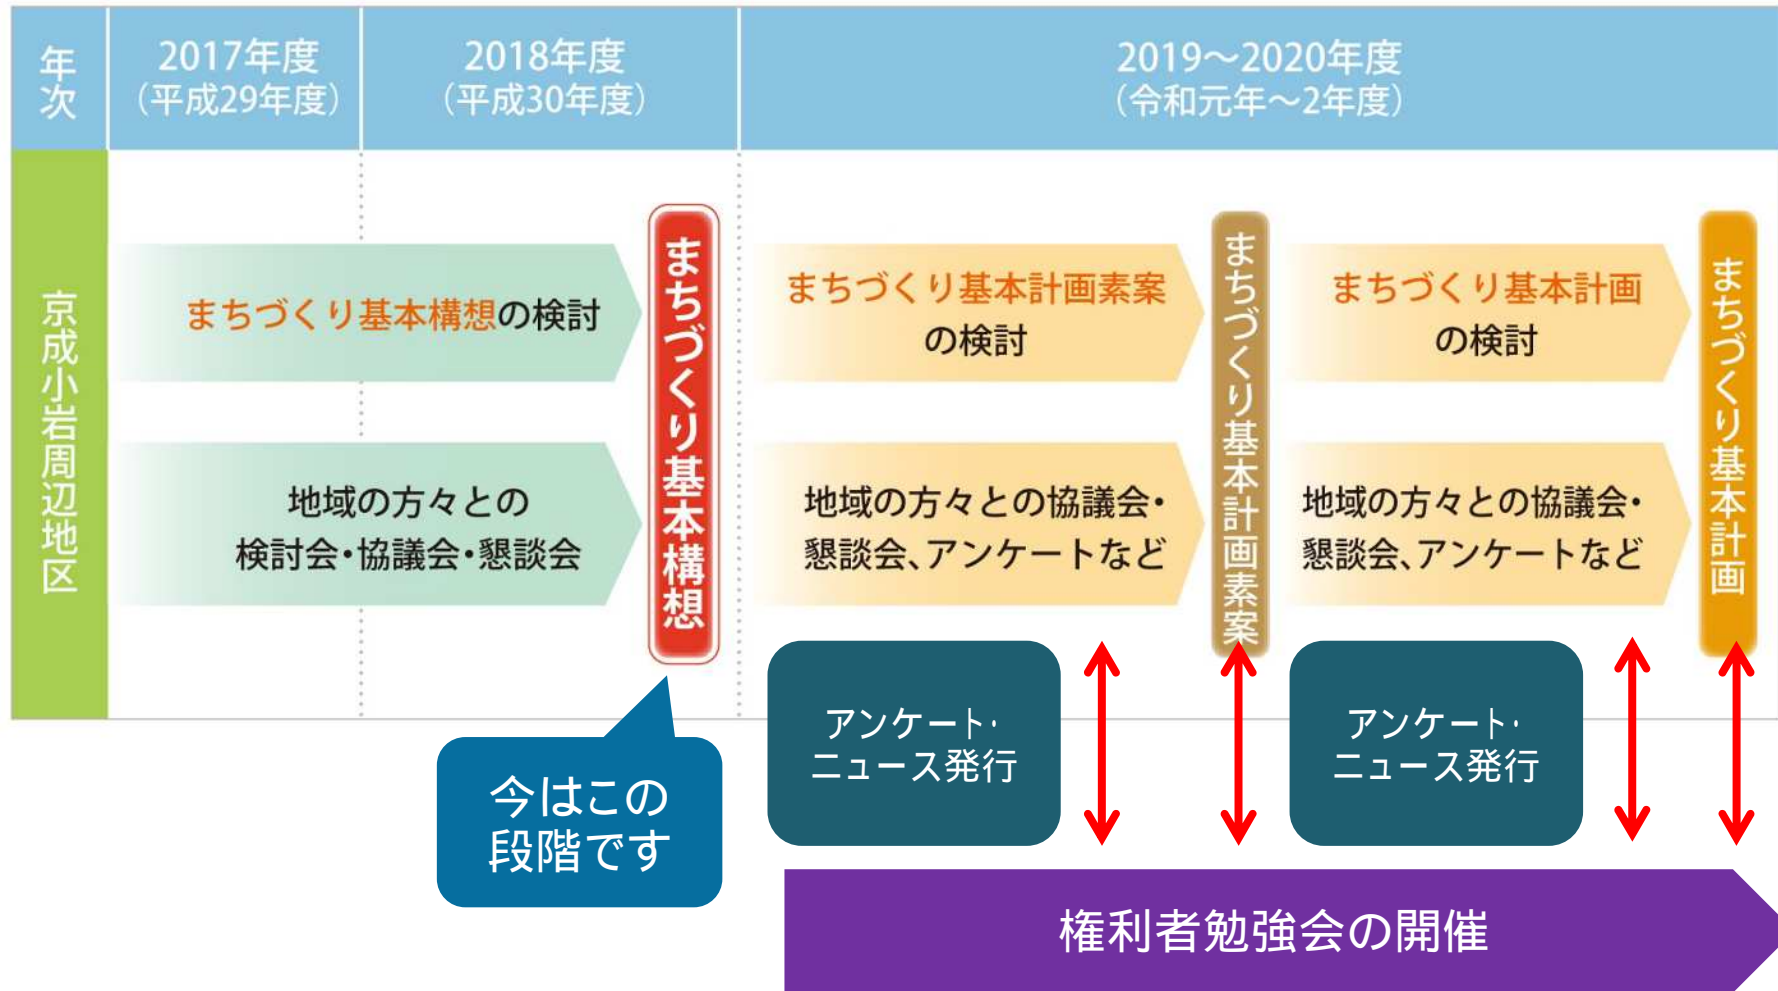 年次
2017年度
（平成29年度）
2018年度
（平成30年度）
2019～2020年度
（令和元年～2年度）
京成小岩周辺地区
まちづくり基本構想の検討
地域の方々との
検討会・協議会・懇談会
まちづくり基本構想
まちづくり基本計画素案
の検討
地域の方々との協議会・
懇談会、アンケートなど
まちづくり基本計画素案
まちづくり基本計画
の検討
地域の方々との協議会・
懇談会、アンケートなど
まちづくり基本計画
今はこの
段階です
アンケート・
ニュース発行
アンケート・
ニュース発行
権利者勉強会の開催